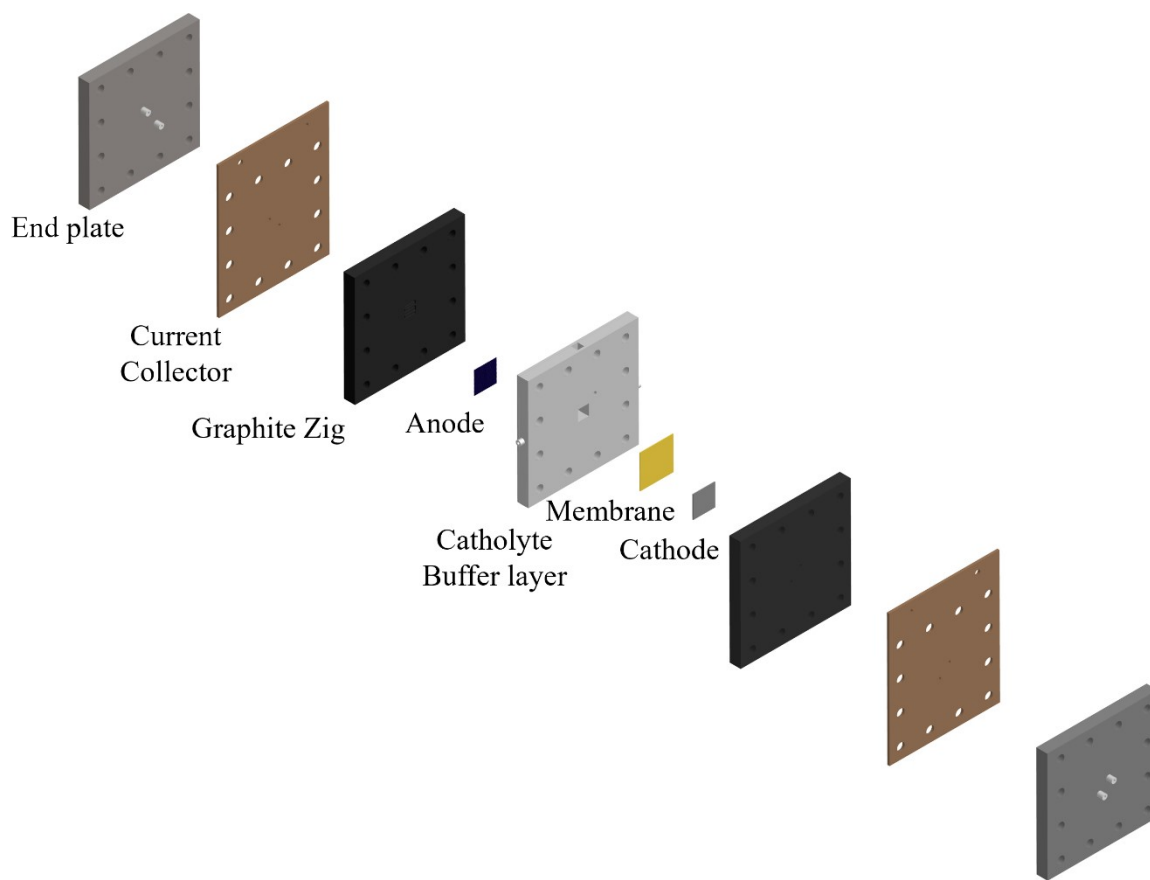 End plate
Current
Collector
Graphite Zig
Anode
Catholyte
Buffer layer
Membrane
Cathode